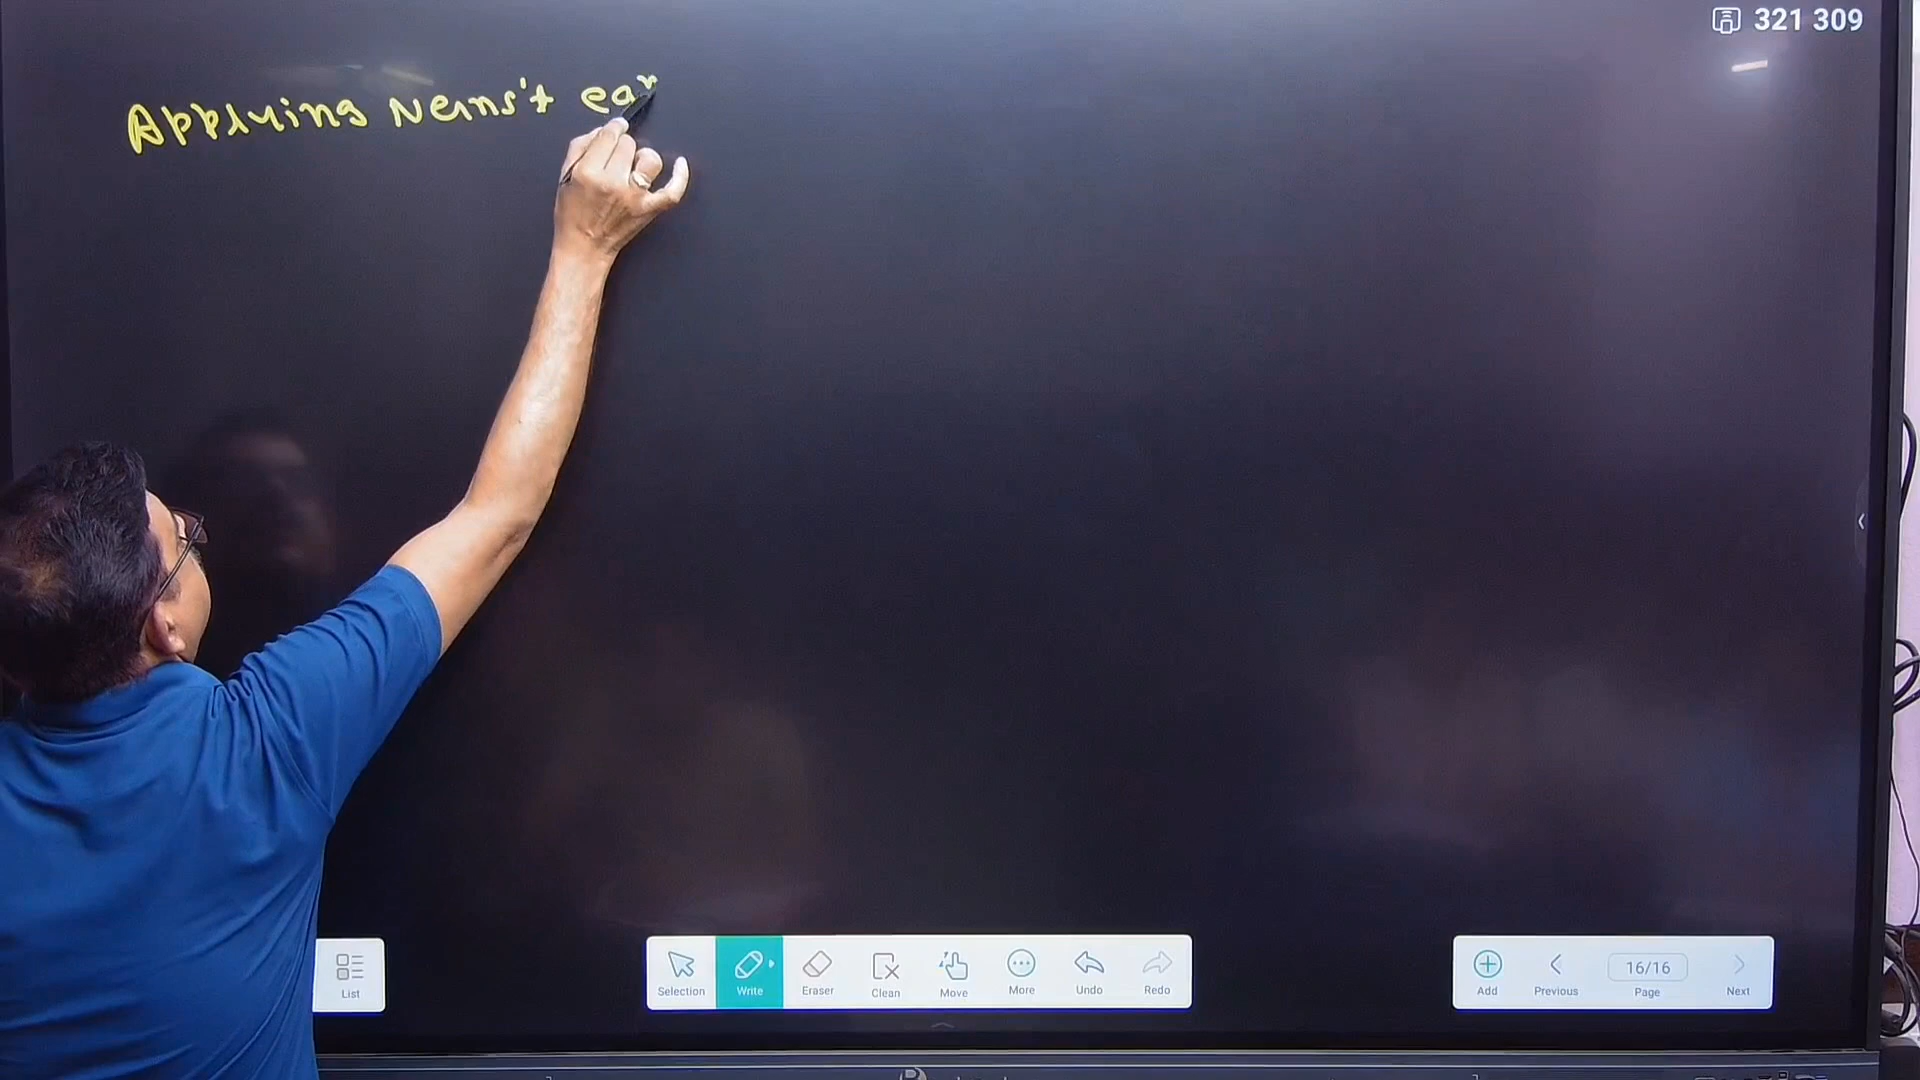 321 309
Applying Nerns't eqn
List
Selection Write Eraser Clean Move More Undo Redo
Add Previous 16/16 Page Next